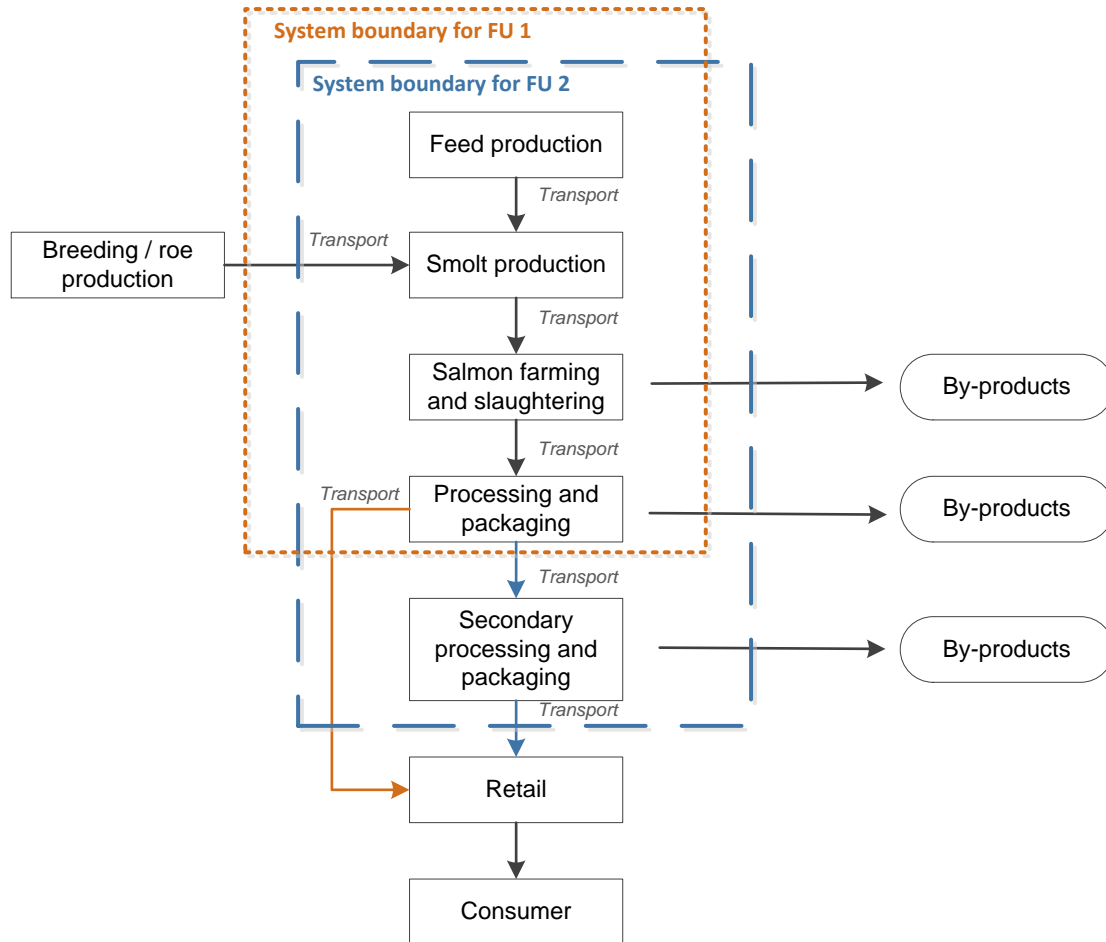 System boundary for FU 1
System boundary for FU 2
Feed production
Transport
Breeding / roe
production
Transport
Smolt production
Transport
Salmon farming
and slaughtering
By-products
Transport
Transport
Processing and
packaging
By-products
Transport
Secondary
processing and
packaging
By-products
Transport
Retail
Consumer